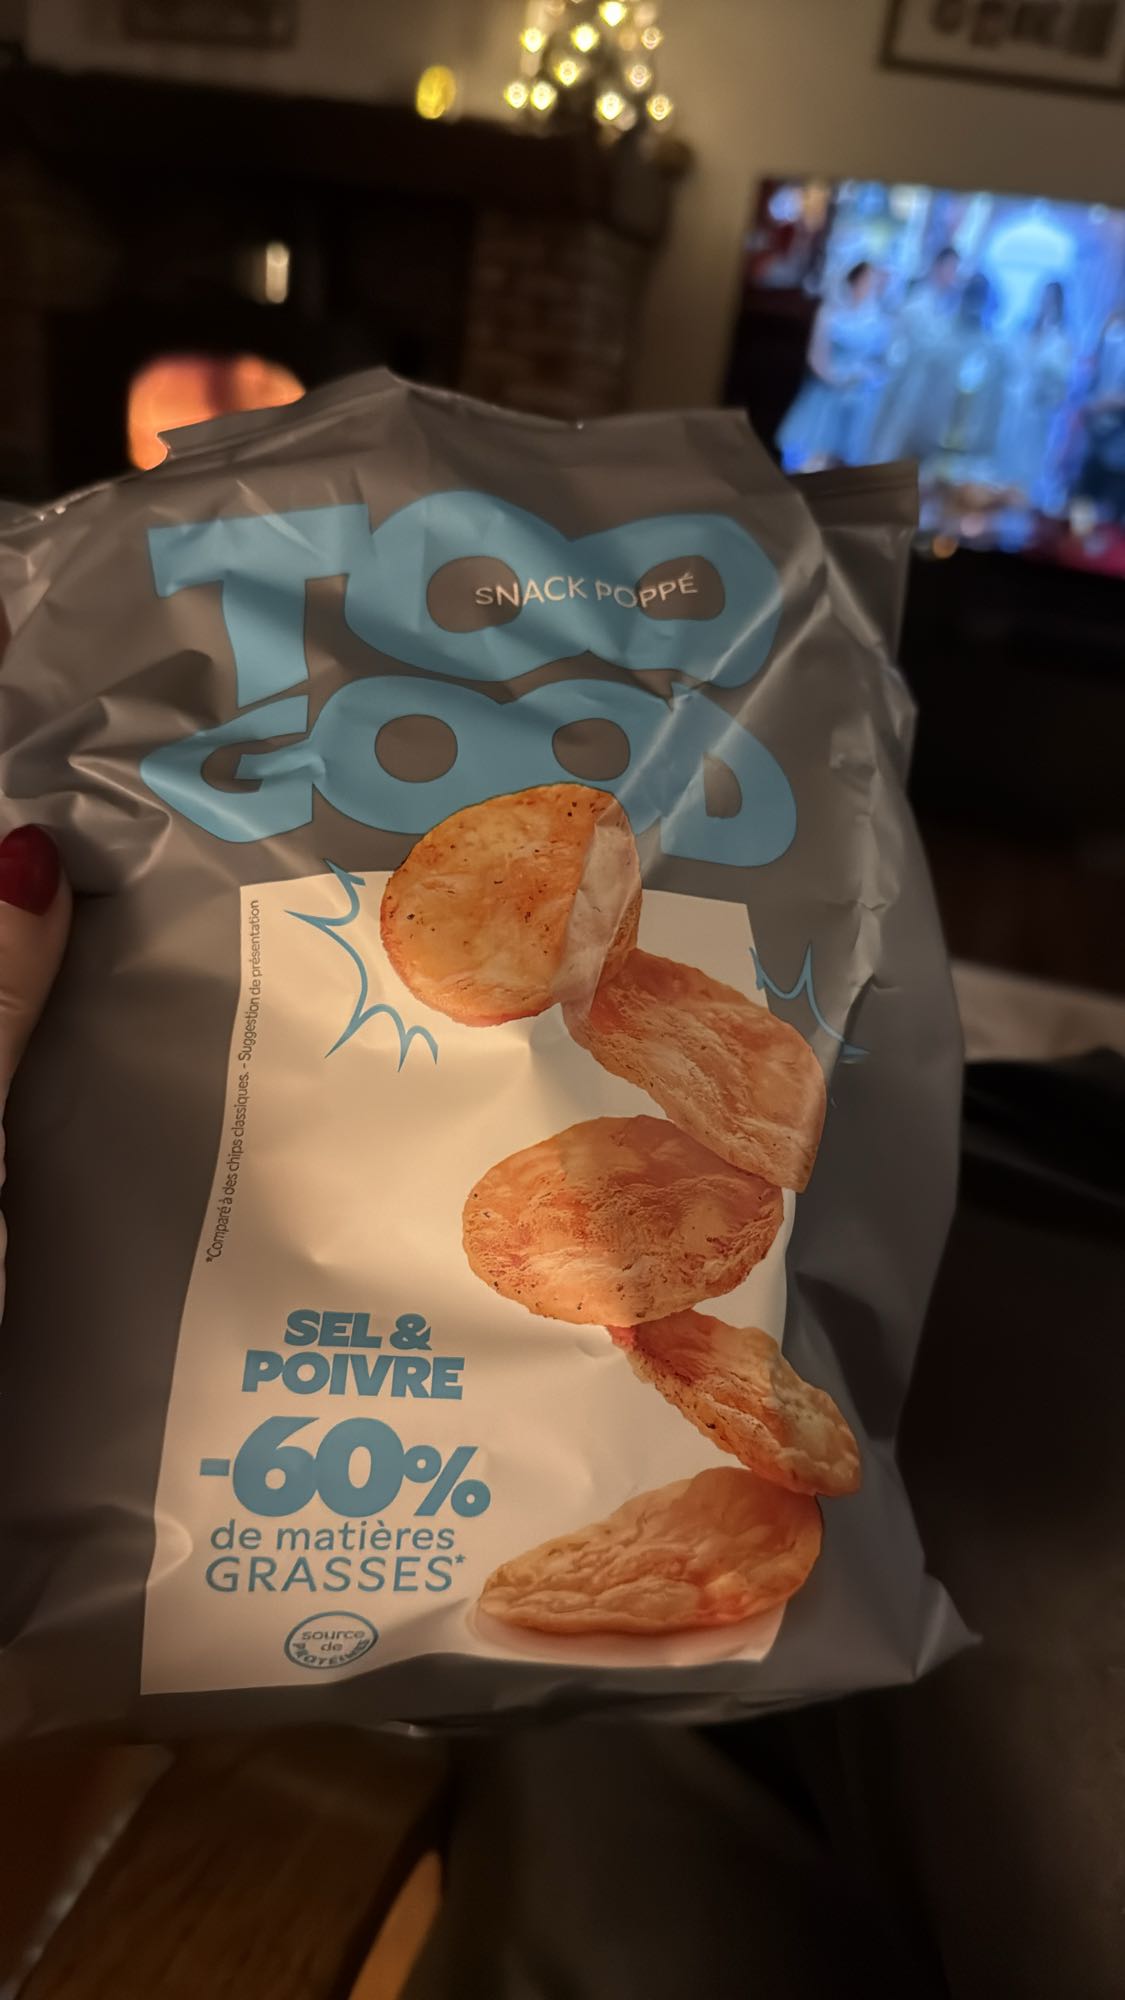 TOO
SNACK POPPÉ
GOOD
*Comparé à des chips classiques. - Suggestion de présentation
SEL &
POIVRE
-60%
de matières
GRASSES*
source
de
PROTÉINES